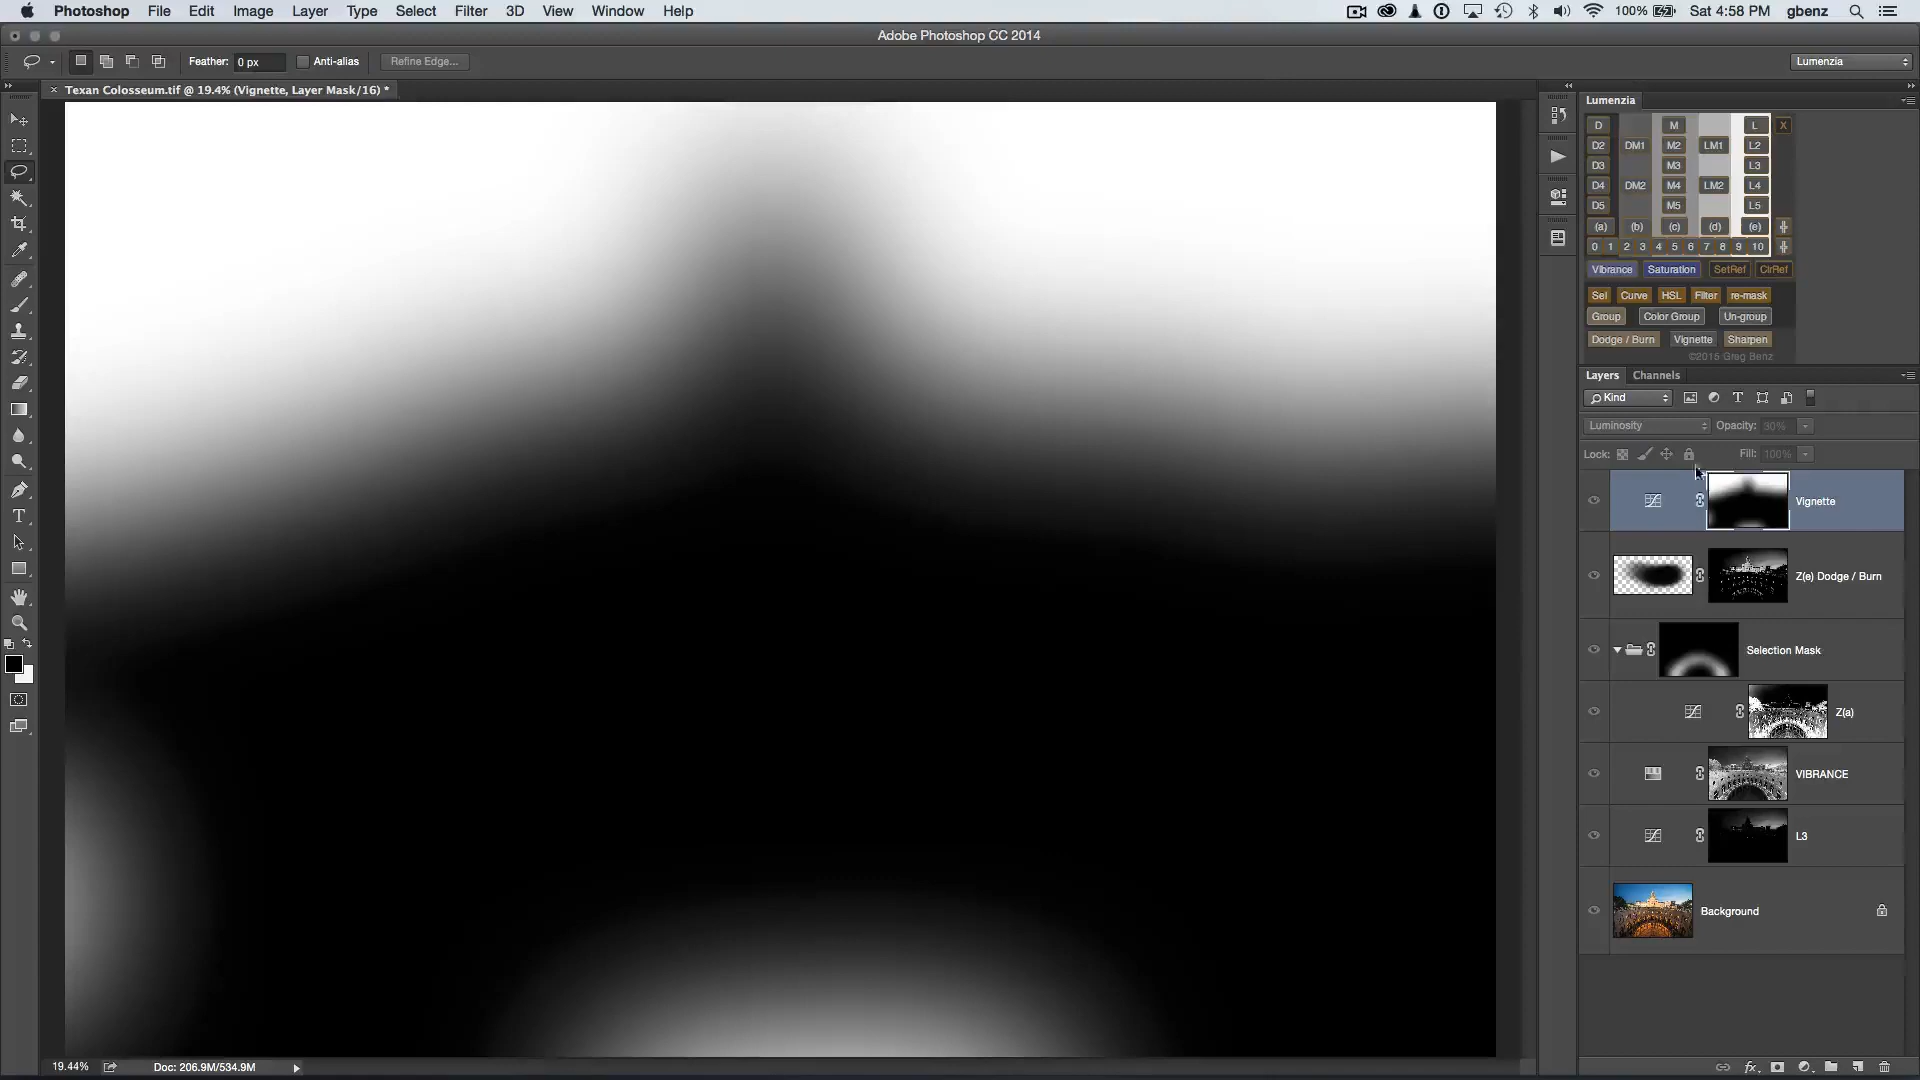 Photoshop File Edit Image Layer Type Select Filter 3D View Window Help 100% Sat 4:58 PM gbenz
Adobe Photoshop CC 2014
Feather: 0 px Anti-alias Refine Edge... Lumenzia
Texan Colosseum.tif @ 19.4% (Vignette, Layer Mask/16) *
Lumenzia
D M L X
D2 DM1 M2 LM1 L2
D3 M3 L3
D4 DM2 M4 LM2 L4
D5 M5 L5
(a) (b) (c) (d) (e)
0 1 2 3 4 5 6 7 8 9 10
Vibrance Saturation SetRef ClrRef
Sel Curve HSL Filter re-mask
Group Color Group Un-group
Dodge / Burn Vignette Sharpen
©2015 Greg Benz
Layers Channels
Kind
Luminosity Opacity: 30%
Lock: Fill: 100%
Vignette
Z(e) Dodge / Burn
Selection Mask
Z(a)
VIBRANCE
L3
Background
19.44% Doc: 206.9M/534.9M